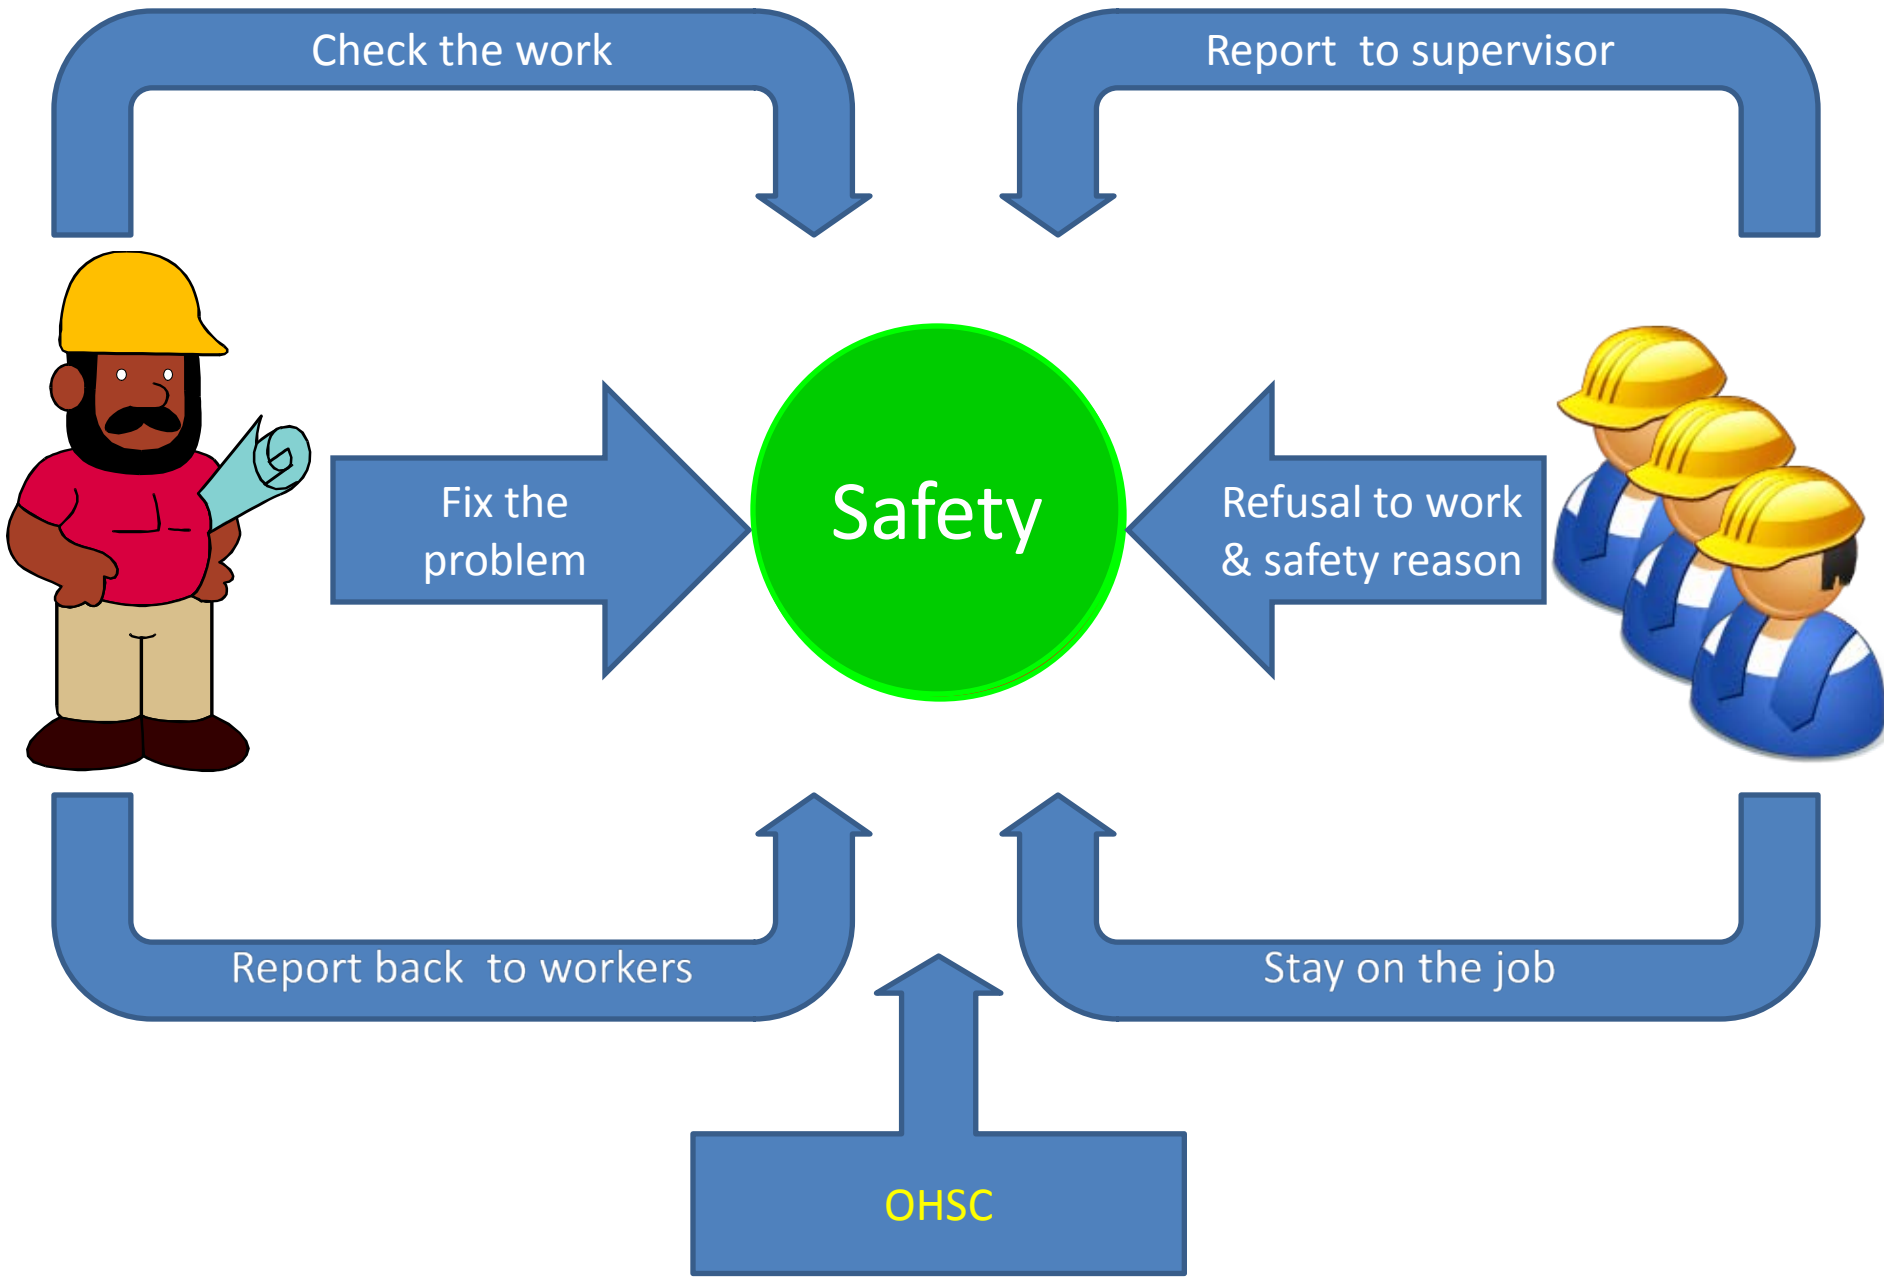 Check the work
Report to supervisor
Fix the
problem
Safety
Refusal to work
& safety reason
Report back to workers
Stay on the job
OHSC